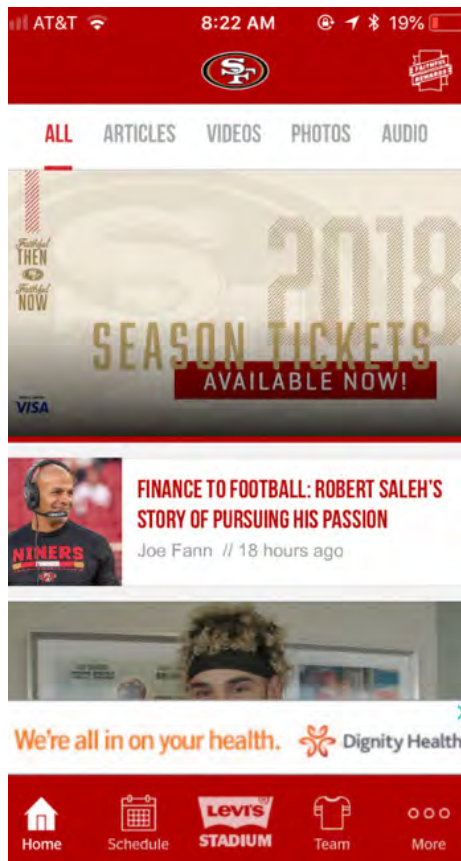 AT&T
8:22 AM
19%
SF
FAITHFUL
REWARDS
ALL
ARTICLES
VIDEOS
PHOTOS
AUDIO
Faithful
THEN
Faithful
NOW
2018
SEASON TICKETS
AVAILABLE NOW!
VISA
NINERS
FINANCE TO FOOTBALL: ROBERT SALEH'S
STORY OF PURSUING HIS PASSION
Joe Fann // 18 hours ago
We're all in on your health.
Dignity Health
Home
Schedule
LEVI'S
STADIUM
Team
More